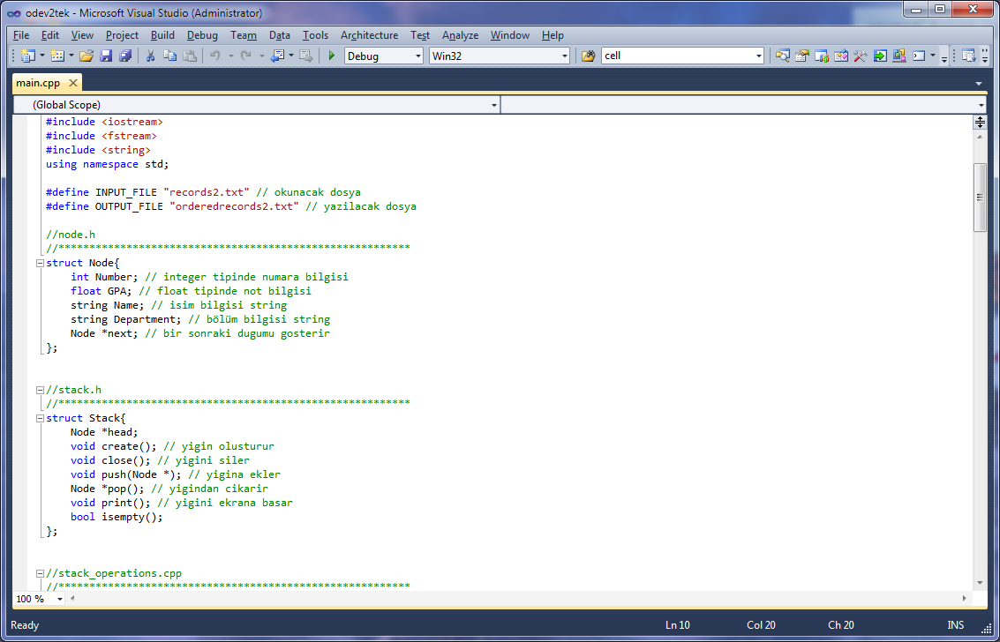 odev2tek - Microsoft Visual Studio (Administrator)
File Edit View Project Build Debug Team Data Tools Architecture Test Analyze Window Help
Debug Win32 cell
main.cpp
(Global Scope)
#include <iostream>
#include <fstream>
#include <string>
using namespace std;
#define INPUT_FILE "records2.txt" // okunacak dosya
#define OUTPUT_FILE "orderedrecords2.txt" // yazilacak dosya
//node.h
//*********************************************************
struct Node{
int Number; // integer tipinde numara bilgisi
float GPA; // float tipinde not bilgisi
string Name; // isim bilgisi string
string Department; // bölüm bilgisi string
Node *next; // bir sonraki dugumu gosterir
};
//stack.h
//*********************************************************
struct Stack{
Node *head;
void create(); // yigin olusturur
void close(); // yigini siler
void push(Node *); // yigina ekler
Node *pop(); // yigindan cikarir
void print(); // yigini ekrana basar
bool isempty();
};
//stack_operations.cpp
//*********************************************************
100 %
Ready Ln 10 Col 20 Ch 20 INS